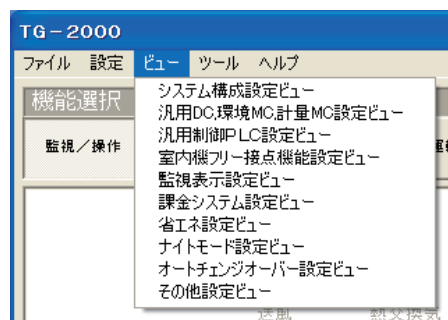 TG-2000
ファイル 設定 ビュー ツール ヘルプ
機能選択
監視/操作
システム構成設定ビュー
汎用DC,環境MC,計量MC設定ビュー
汎用制御PLC設定ビュー
室内機フリー接点機能設定ビュー
監視表示設定ビュー
課金システム設定ビュー
省エネ設定ビュー
ナイトモード設定ビュー
オートチェンジオーバー設定ビュー
その他設定ビュー